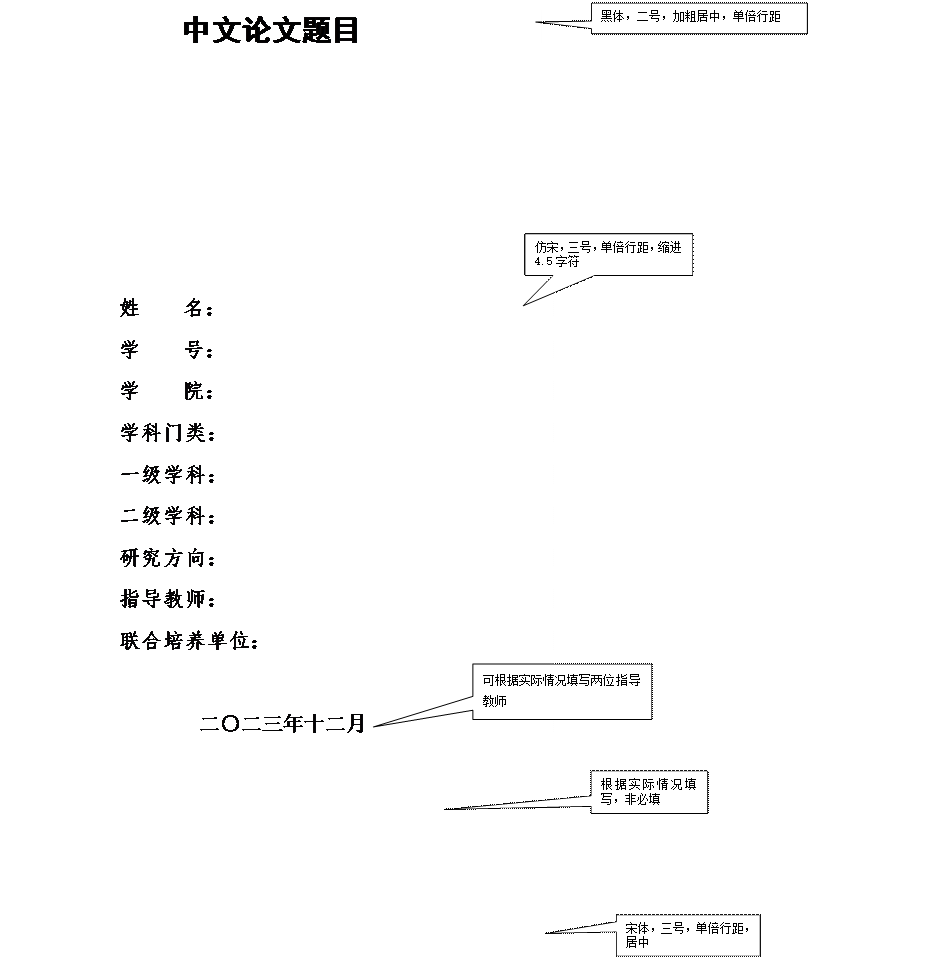 黑体，二号，加粗居中，单倍行距
中文论文题目
仿宋，三号，单倍行距，缩进
4.5字符
姓　　名：
学　　号：
学　　院：
学科门类：
一级学科：
二级学科：
研究方向：
指导教师：
联合培养单位：
可根据实际情况填写两位指导
教师
二〇二三年十二月
根据实际情况填
写，非必填
宋体，三号，单倍行距，
居中